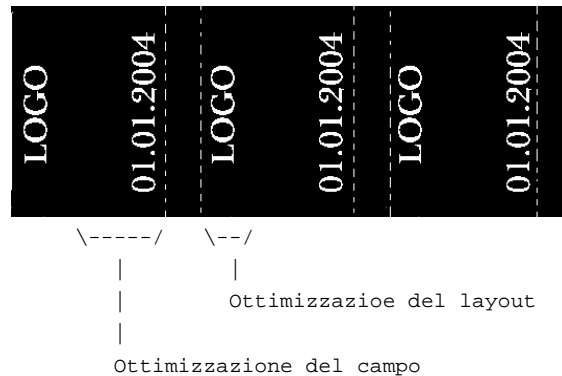 LOGO
01.01.2004
LOGO
01.01.2004
LOGO
01.01.2004
\-----/ \--/
| |
| Ottimizzazioe del layout
|
Ottimizzazione del campo